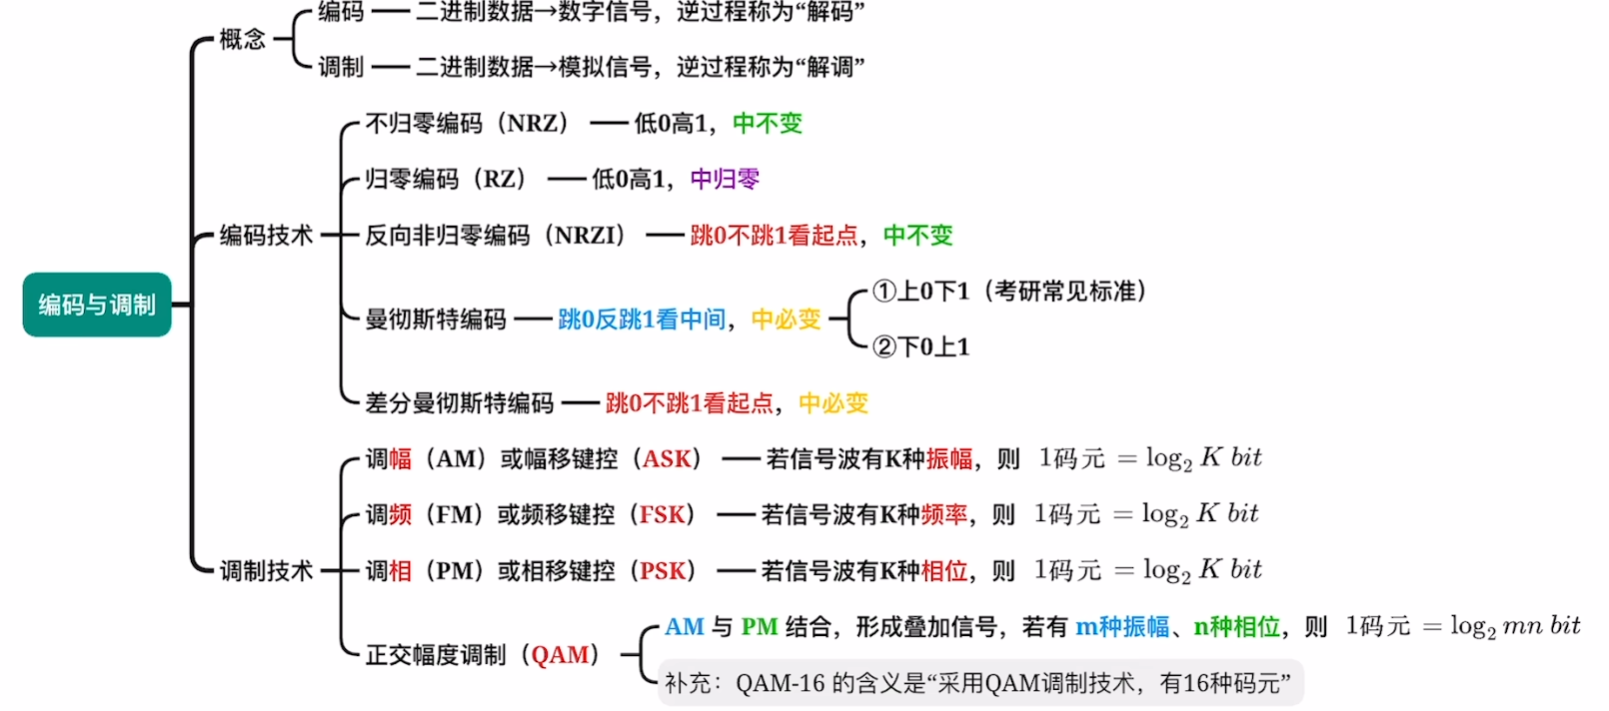 编码与调制
概念
编码
二进制数据→数字信号，逆过程称为“解码”
调制
二进制数据→模拟信号，逆过程称为“解调”
编码技术
不归零编码（NRZ）
低0高1，中不变
归零编码（RZ）
低0高1，中归零
反向非归零编码（NRZI）
跳0不跳1看起点，中不变
曼彻斯特编码
跳0反跳1看中间，中必变
①上0下1（考研常见标准）
②下0上1
差分曼彻斯特编码
跳0不跳1看起点，中必变
调制技术
调幅（AM）或幅移键控（ASK）
若信号波有K种振幅，则 1码元 = log₂ K bit
调频（FM）或频移键控（FSK）
若信号波有K种频率，则 1码元 = log₂ K bit
调相（PM）或相移键控（PSK）
若信号波有K种相位，则 1码元 = log₂ K bit
正交幅度调制（QAM）
AM 与 PM 结合，形成叠加信号，若有 m种振幅、n种相位，则 1码元 = log₂ mn bit
补充：QAM-16 的含义是“采用QAM调制技术，有16种码元”